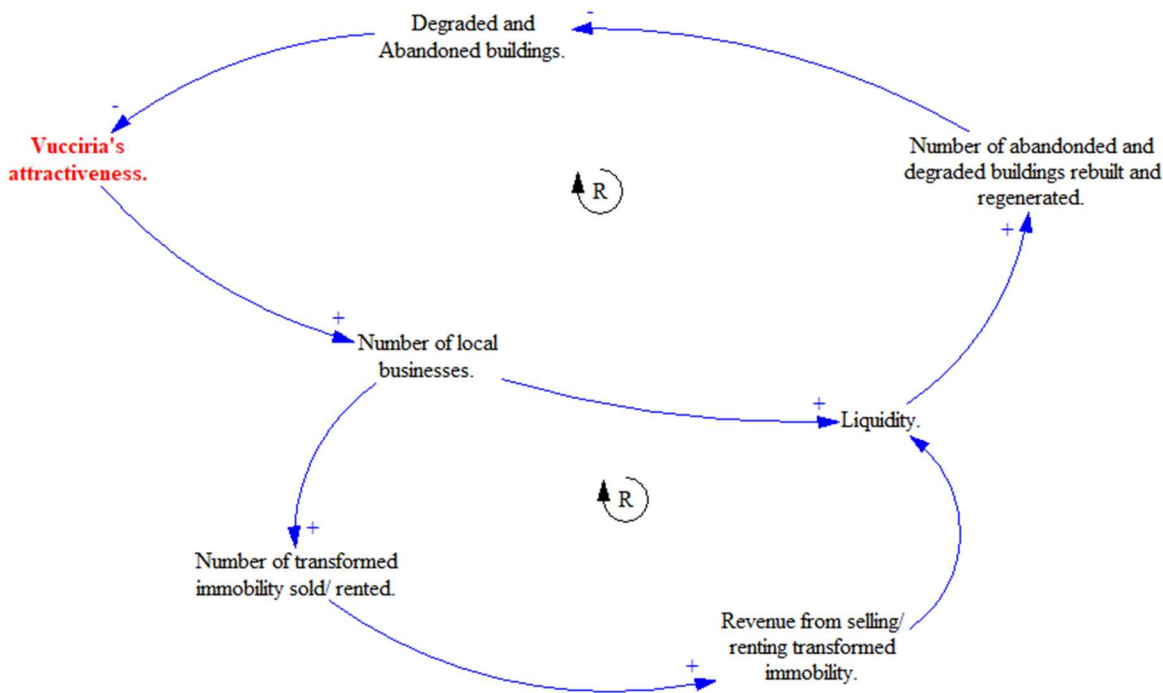 Degraded and
Abandoned buildings.
-
-
Vucciria's
attractiveness.
Number of abandonded and
degraded buildings rebuilt and
regenerated.
R
+
+
Number of local
businesses.
+
Liquidity.
R
+
Number of transformed
immobility sold/ rented.
Revenue from selling/
renting transformed
immobility.
+